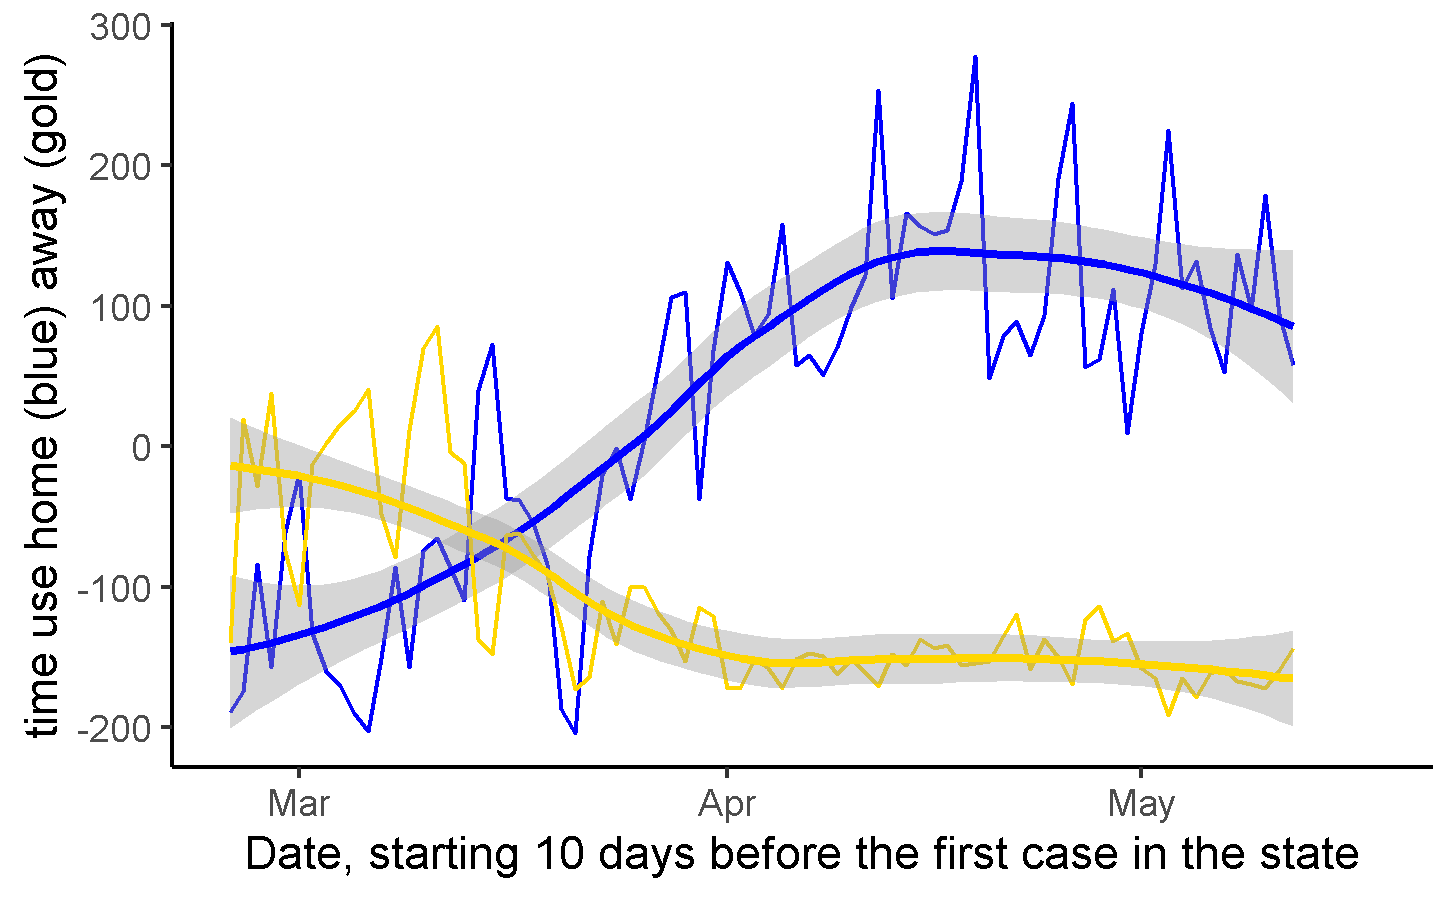 time use home (blue) away (gold)
300
200
100
0
-100
-200
Mar
Apr
May
Date, starting 10 days before the first case in the state